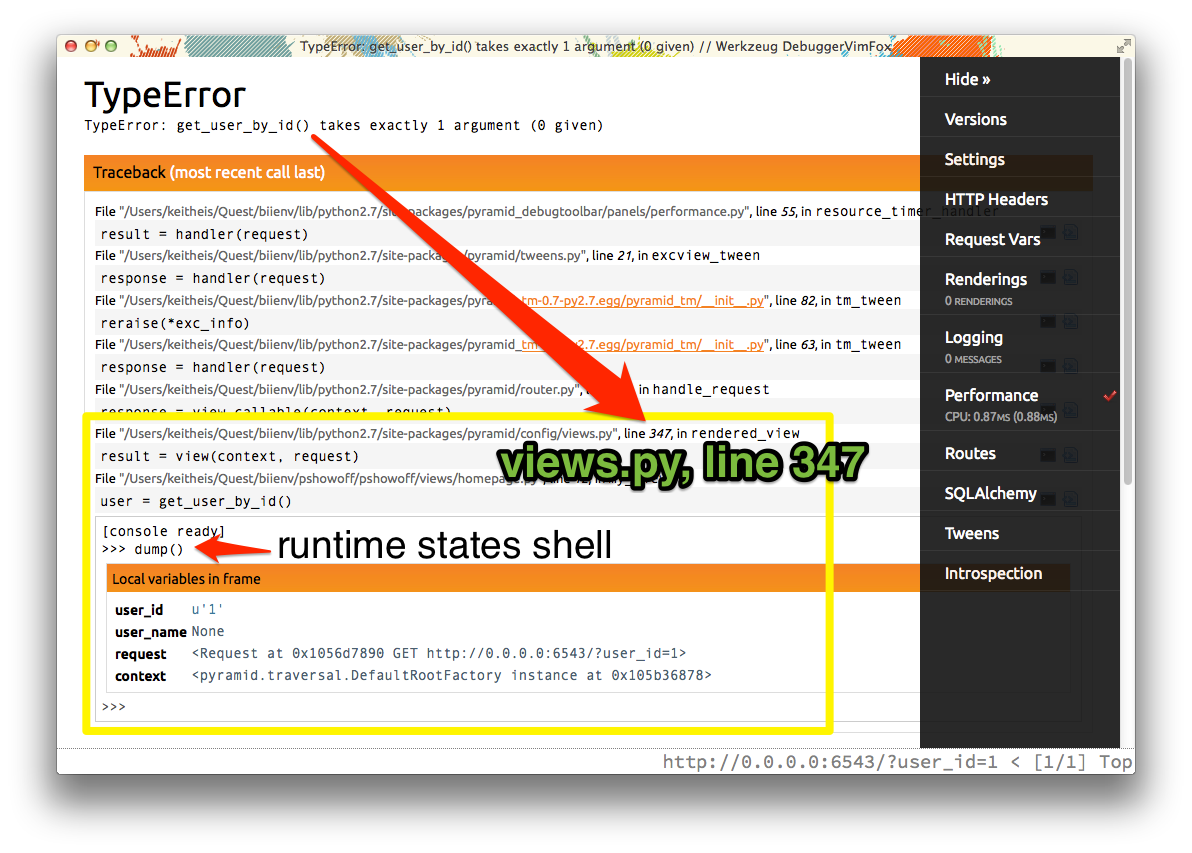 TypeError: get_user_by_id() takes exactly 1 argument (0 given) // Werkzeug DebuggerVimFox
TypeError
TypeError: get_user_by_id() takes exactly 1 argument (0 given)
Traceback (most recent call last)
File "/Users/keitheis/Quest/biienv/lib/python2.7/site-packages/pyramid_debugtoolbar/panels/performance.py", line 55, in resource_timer_handler
result = handler(request)
File "/Users/keitheis/Quest/biienv/lib/python2.7/site-packages/pyramid/tweens.py", line 21, in excview_tween
response = handler(request)
File "/Users/keitheis/Quest/biienv/lib/python2.7/site-packages/pyramid_tm-0.7-py2.7.egg/pyramid_tm/__init__.py", line 82, in tm_tween
reraise(*exc_info)
File "/Users/keitheis/Quest/biienv/lib/python2.7/site-packages/pyramid_tm-0.7-py2.7.egg/pyramid_tm/__init__.py", line 63, in tm_tween
response = handler(request)
File "/Users/keitheis/Quest/biienv/lib/python2.7/site-packages/pyramid/router.py", in handle_request
response = view_callable(context, request)
File "/Users/keitheis/Quest/biienv/lib/python2.7/site-packages/pyramid/config/views.py", line 347, in rendered_view
result = view(context, request)
views.py, line 347
File "/Users/keitheis/Quest/biienv/pshowoff/pshowoff/views/homepage.py", line
user = get_user_by_id()
[console ready]
>>> dump()
runtime states shell
Local variables in frame
user_id u'1'
user_name None
request <Request at 0x1056d7890 GET http://0.0.0.0:6543/?user_id=1>
context <pyramid.traversal.DefaultRootFactory instance at 0x105b36878>
>>>
Hide »
Versions
Settings
HTTP Headers
Request Vars
Renderings
0 RENDERINGS
Logging
0 MESSAGES
Performance
CPU: 0.87MS (0.88MS)
Routes
SQLAlchemy
Tweens
Introspection
http://0.0.0.0:6543/?user_id=1 < [1/1] Top